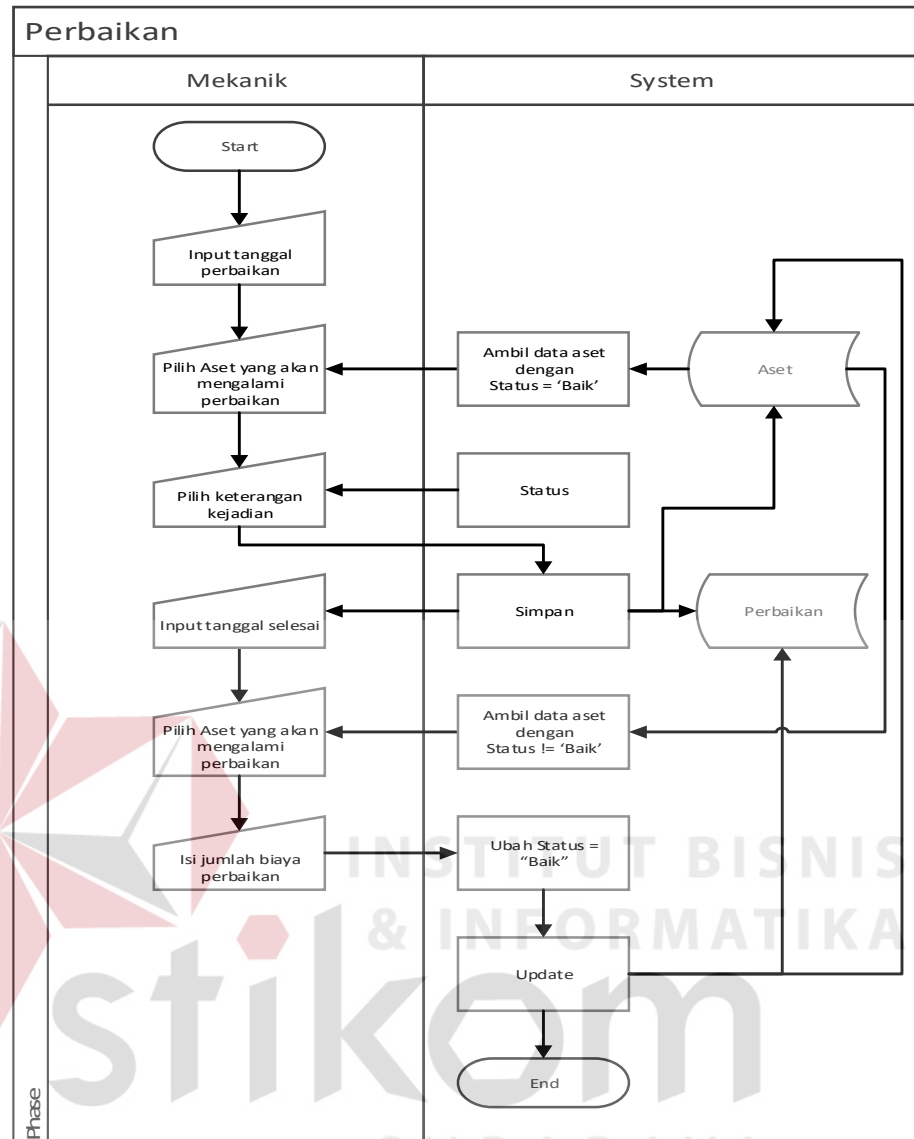 Perbaikan
Mekanik
System
Start
Input tanggal
perbaikan
Pilih Aset yang akan
mengalami
perbaikan
Ambil data aset
dengan
Status = ‘Baik’
Aset
Pilih keterangan
kejadian
Status
Simpan
Perbaikan
Input tanggal selesai
Pilih Aset yang akan
mengalami
perbaikan
Ambil data aset
dengan
Status != ‘Baik’
Isi jumlah biaya
perbaikan
Ubah Status =
“Baik”
Update
End
Phase
INSTITUT BISNIS
& INFORMATIKA
stikom